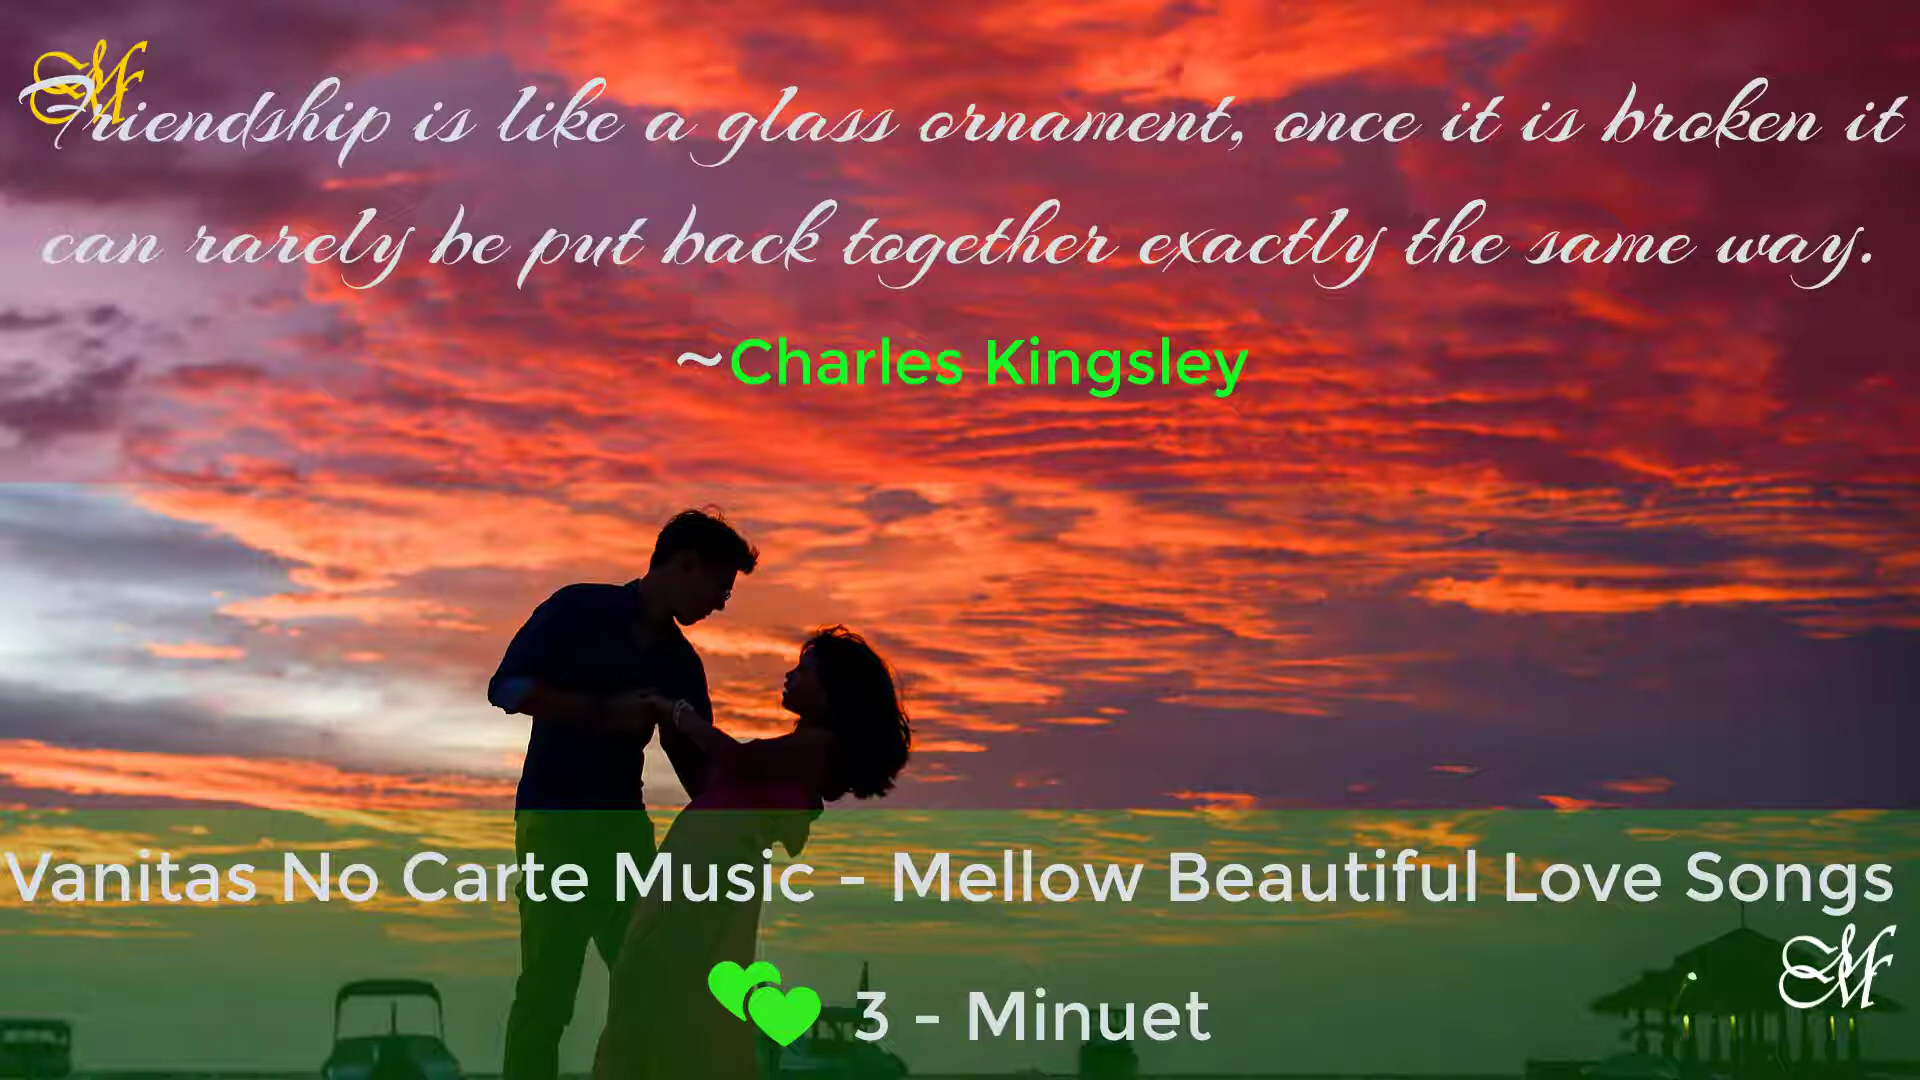 M
Friendship is like a glass ornament, once it is broken it
can rarely be put back together exactly the same way.
~Charles Kingsley
Vanitas No Carte Music - Mellow Beautiful Love Songs
3 - Minuet
M